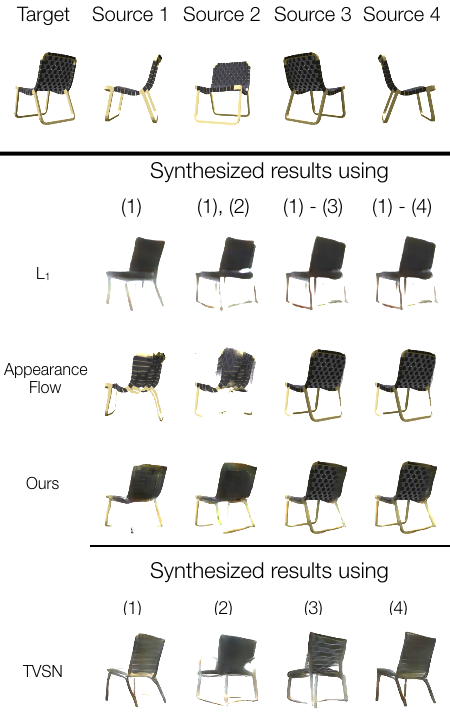 Target Source 1 Source 2 Source 3 Source 4
Synthesized results using
(1) (1), (2) (1) - (3) (1) - (4)
L₁
Appearance
Flow
Ours
Synthesized results using
(1) (2) (3) (4)
TVSN